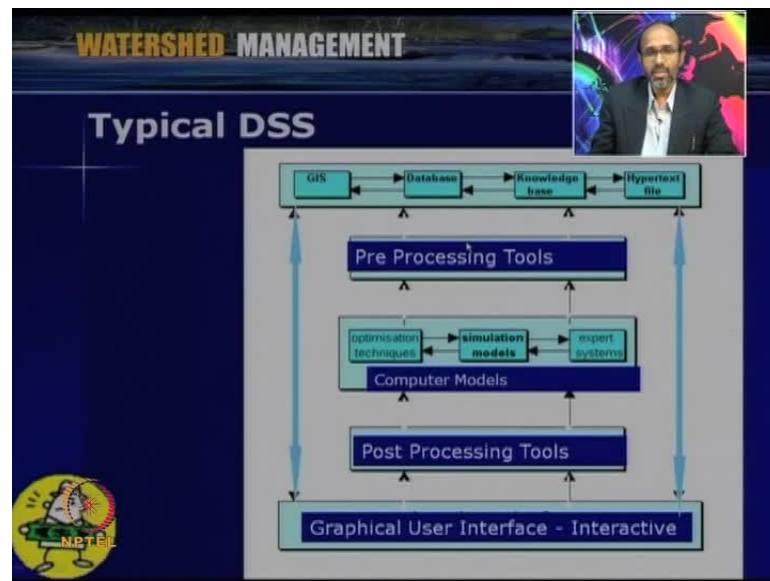 WATERSHED MANAGEMENT
Typical DSS
GIS
Database
Knowledge
base
Hypertext
file
Pre Processing Tools
optimisation
techniques
simulation
models
expert
systems
Computer Models
Post Processing Tools
Graphical User Interface - Interactive
NPTEL